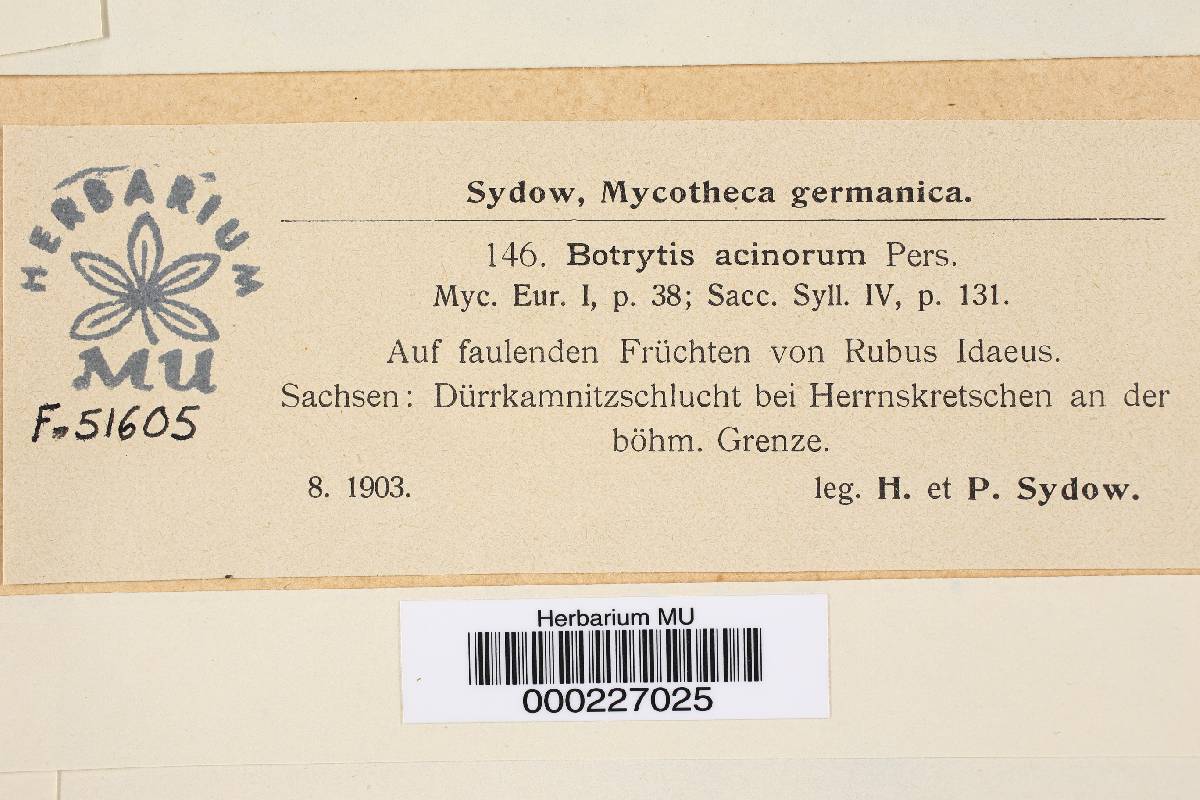 HERBARIUM
MU
F.51605
Sydow, Mycotheca germanica.
146. Botrytis acinorum Pers.
Myc. Eur. I, p. 38; Sacc. Syll. IV, p. 131.
Auf faulenden Früchten von Rubus Idaeus.
Sachsen: Dürrkamnitzschlucht bei Herrnskretschen an der
böhm. Grenze.
8. 1903. leg. H. et P. Sydow.
Herbarium MU
000227025